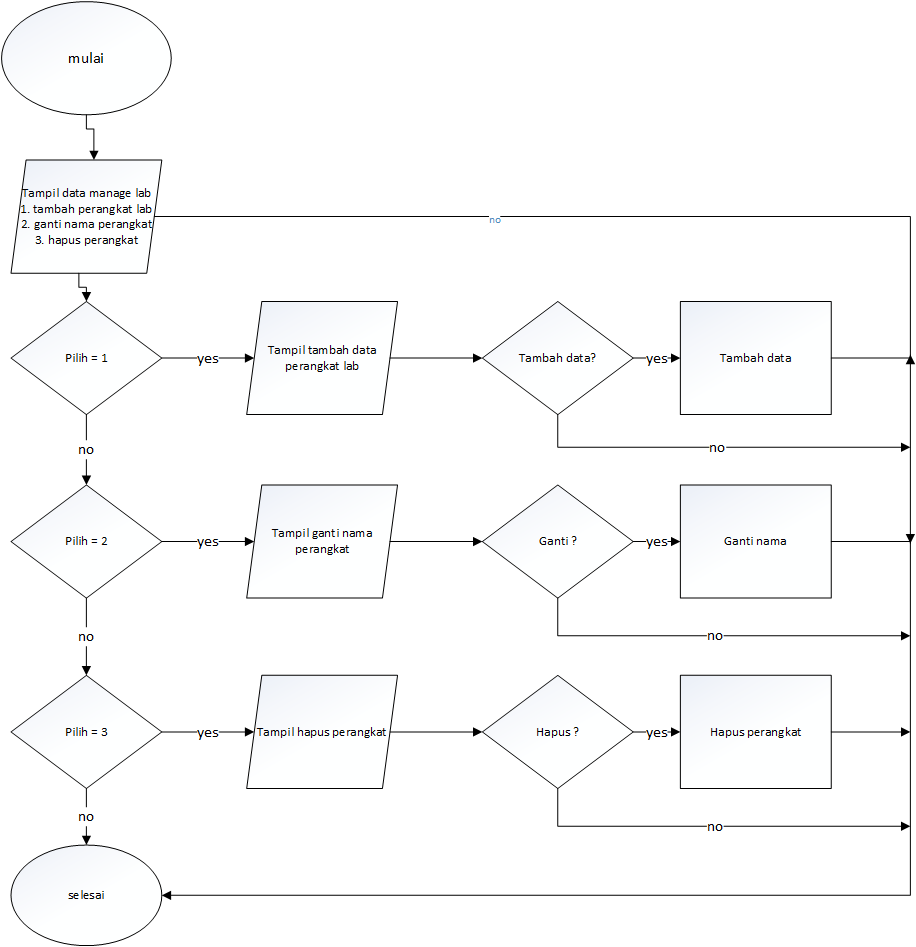 mulai
Tampil data manage lab
1. tambah perangkat lab
2. ganti nama perangkat
3. hapus perangkat
no
Pilih = 1
yes
Tampil tambah data
perangkat lab
Tambah data?
yes
Tambah data
no
no
Pilih = 2
yes
Tampil ganti nama
perangkat
Ganti ?
yes
Ganti nama
no
no
Pilih = 3
yes
Tampil hapus perangkat
Hapus ?
yes
Hapus perangkat
no
no
selesai